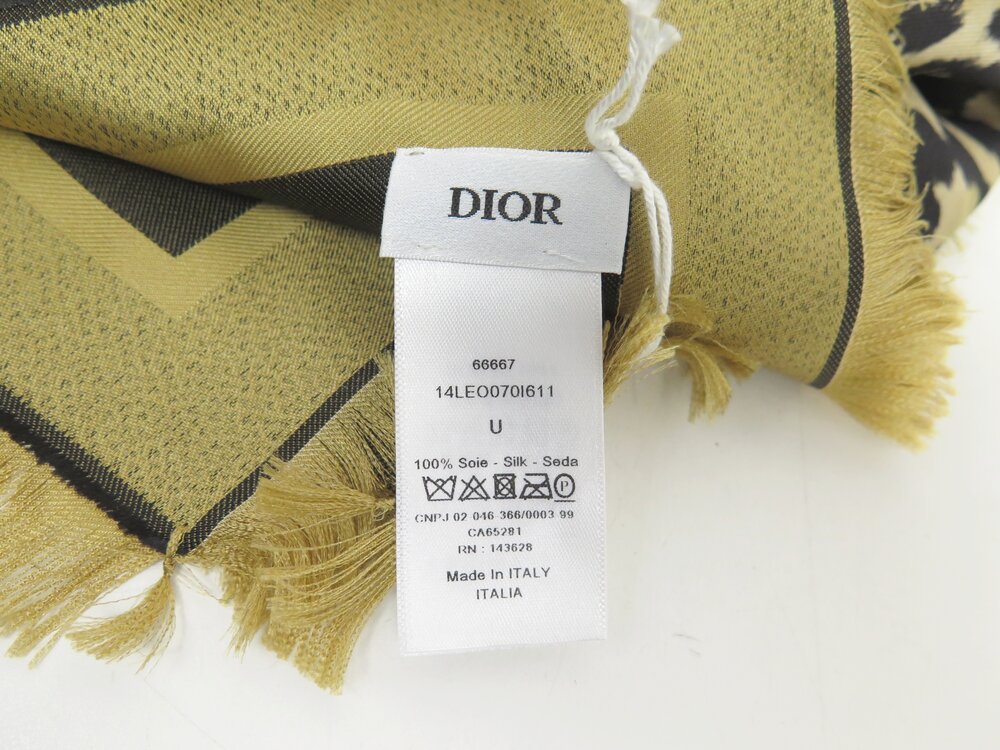 DIOR
66667
14LEO070I611
U
100% Soie - Silk - Seda
P
CNPJ 02 046 366/0003 99
CA65281
RN : 143628
Made In ITALY
ITALIA